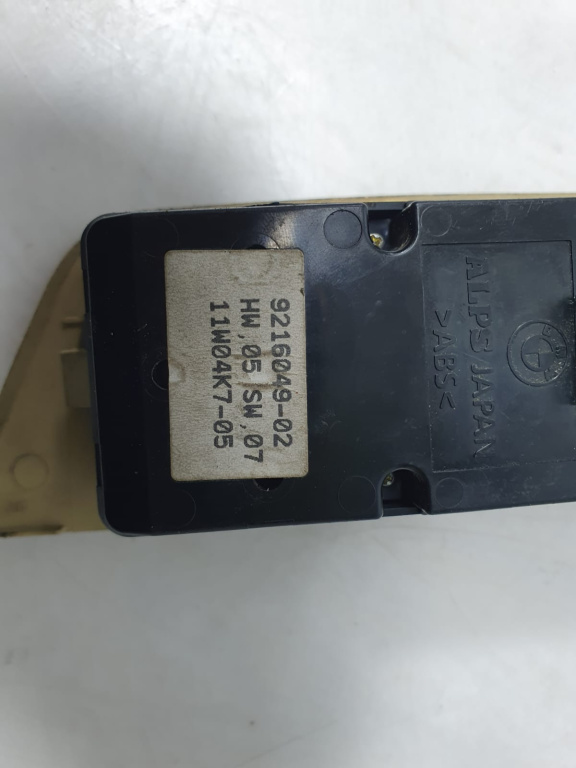 9216049-02
HW.05 SW.07
11W04K7-05
ALPS/JAPAN
>ABS<